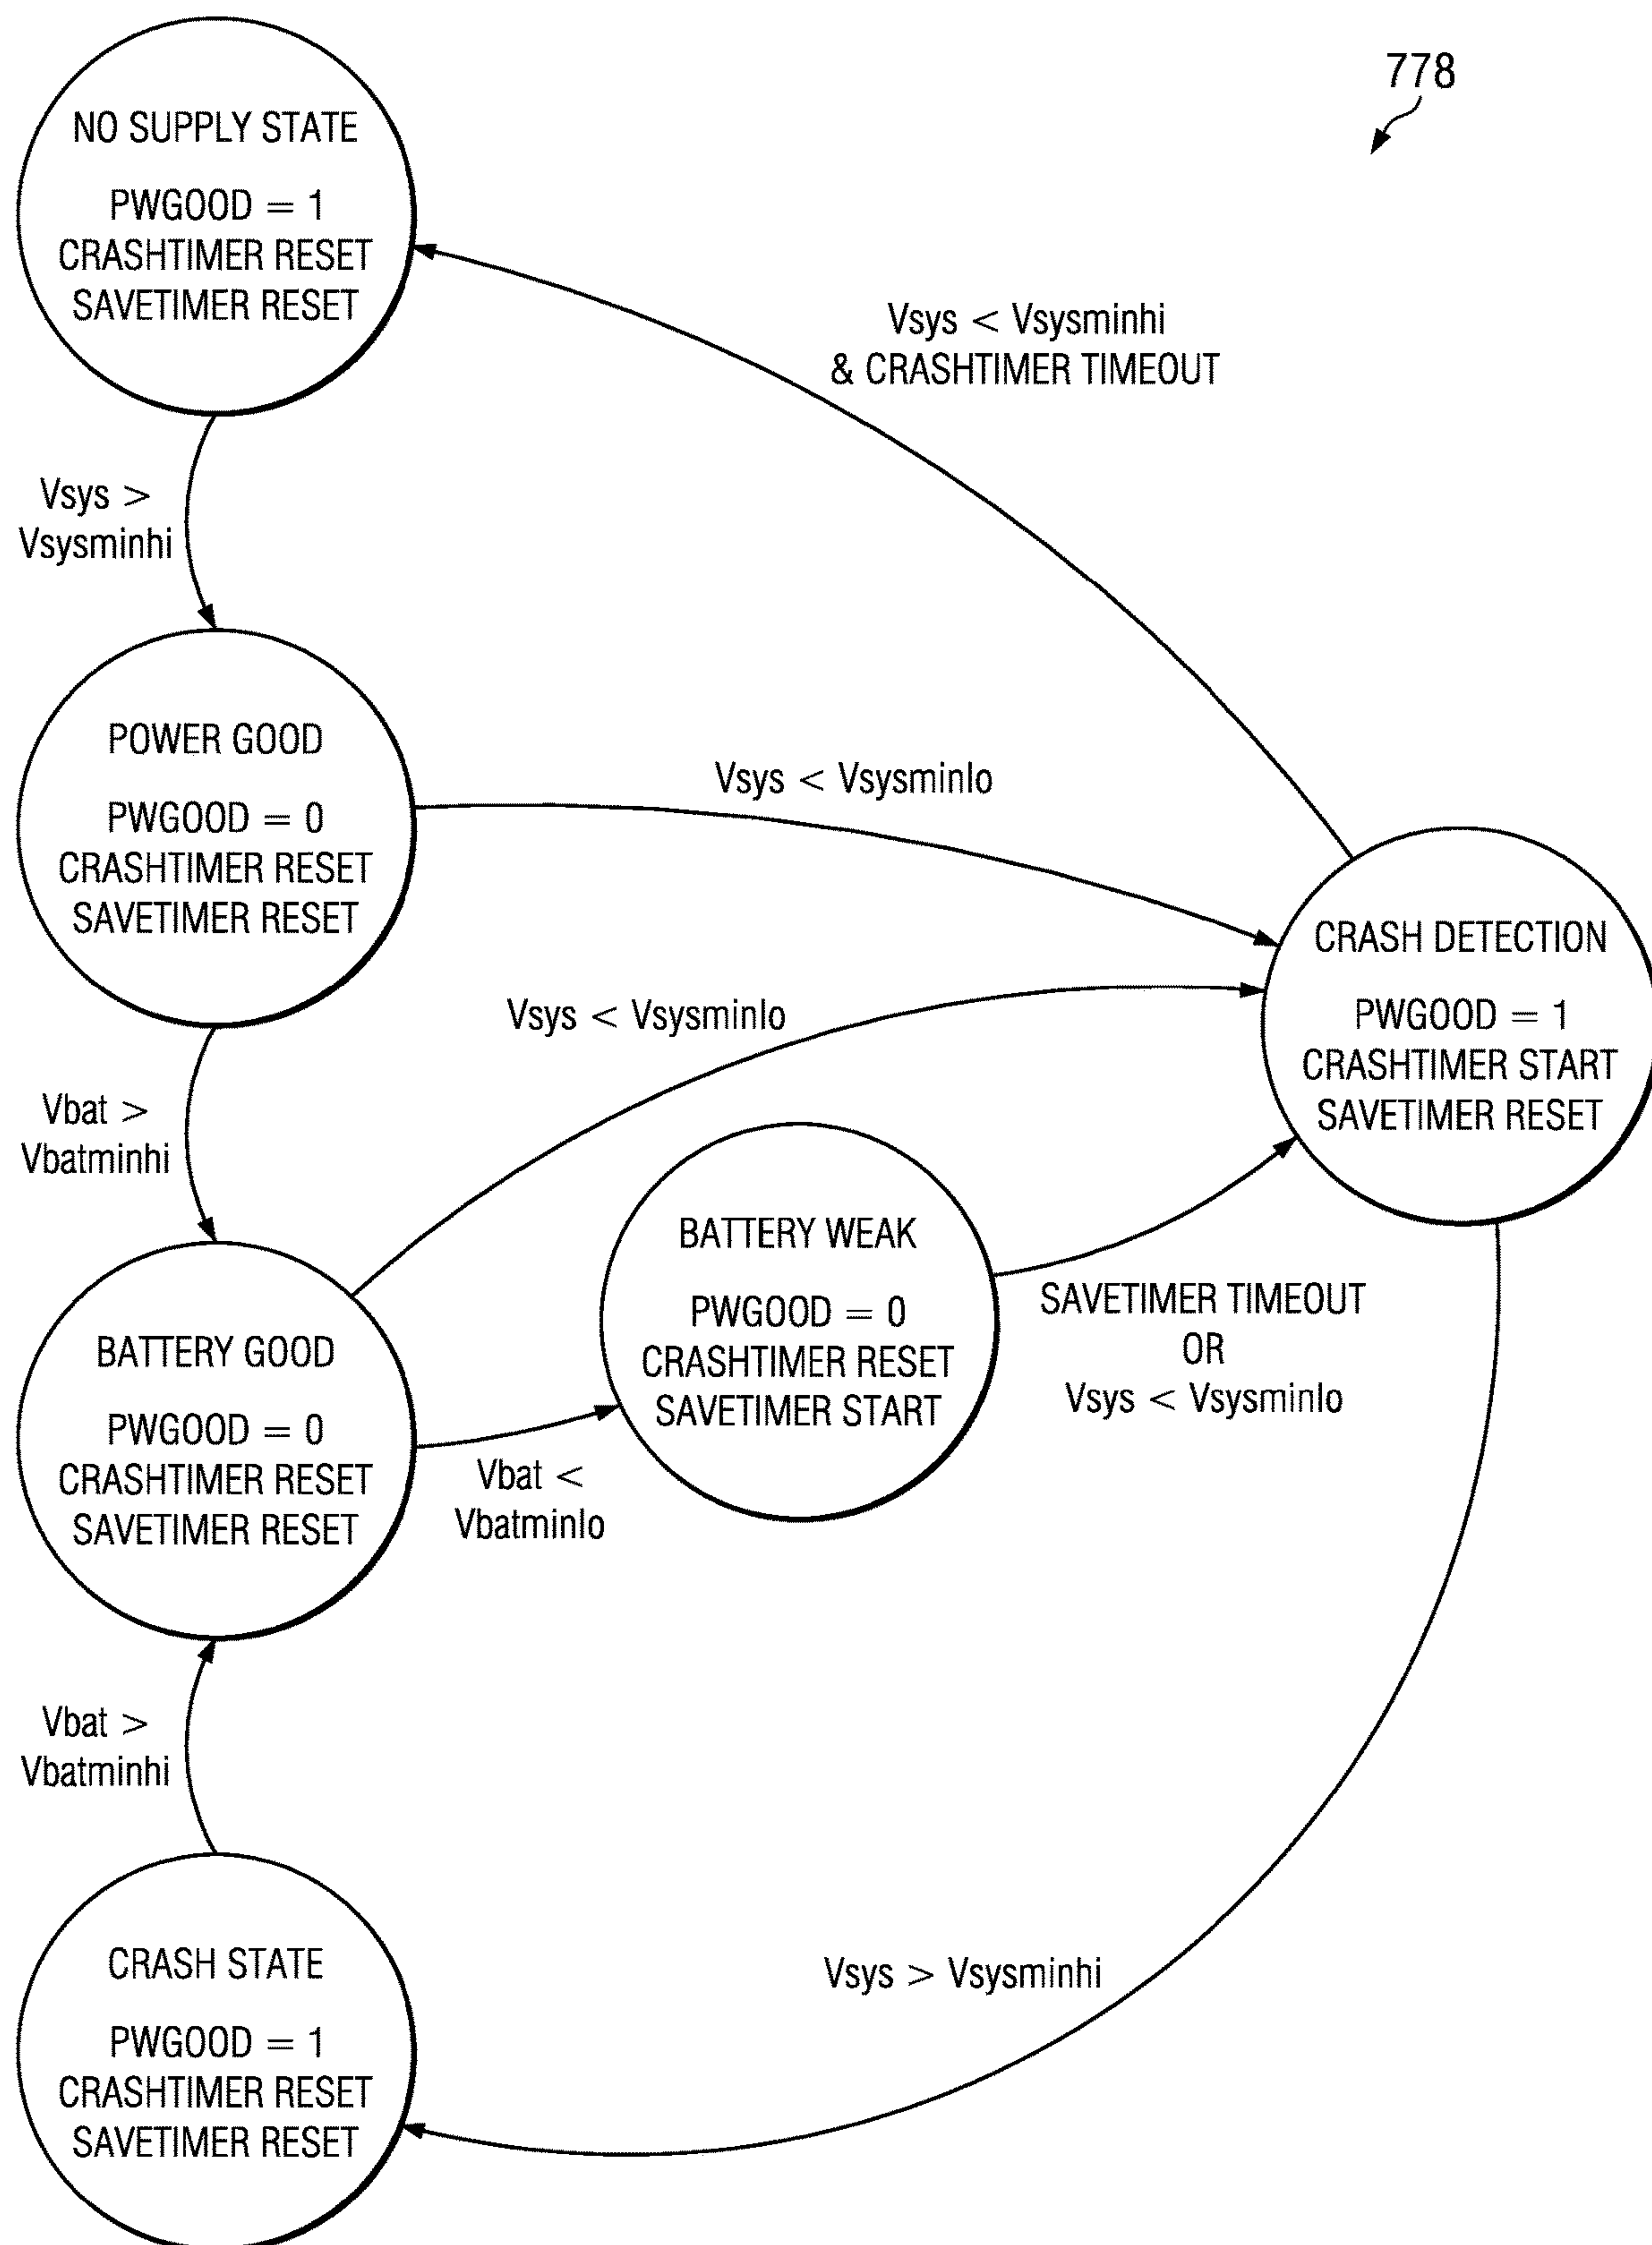 778
NO SUPPLY STATE
PWGOOD = 1
CRASHTIMER RESET
SAVETIMER RESET
Vsys < Vsysminhi
& CRASHTIMER TIMEOUT
Vsys >
Vsysminhi
POWER GOOD
PWGOOD = 0
CRASHTIMER RESET
SAVETIMER RESET
Vsys < Vsysminlo
CRASH DETECTION
PWGOOD = 1
CRASHTIMER START
SAVETIMER RESET
Vsys < Vsysminlo
Vbat >
Vbatminhi
BATTERY WEAK
PWGOOD = 0
CRASHTIMER RESET
SAVETIMER START
SAVETIMER TIMEOUT
OR
Vsys < Vsysminlo
BATTERY GOOD
PWGOOD = 0
CRASHTIMER RESET
SAVETIMER RESET
Vbat <
Vbatminlo
Vbat >
Vbatminhi
Vsys > Vsysminhi
CRASH STATE
PWGOOD = 1
CRASHTIMER RESET
SAVETIMER RESET